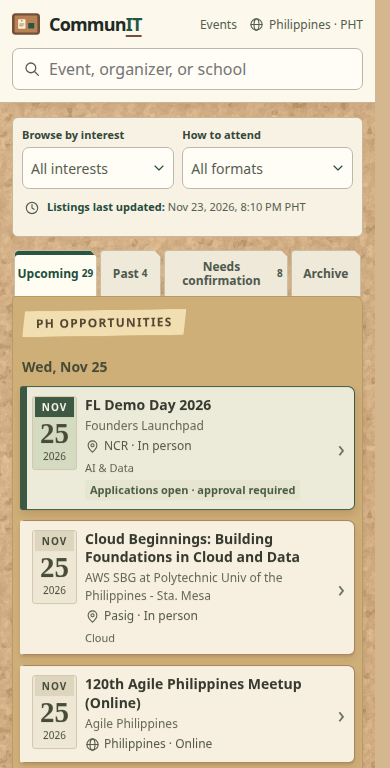 CommunIT
Events
Philippines · PHT
Event, organizer, or school
Browse by interest
How to attend
All interests
All formats
Listings last updated: Nov 23, 2026, 8:10 PM PHT
Upcoming 29
Past 4
Needs confirmation 8
Archive
PH OPPORTUNITIES
Wed, Nov 25
NOV
25
2026
FL Demo Day 2026
Founders Launchpad
NCR · In person
AI & Data
Applications open · approval required
NOV
25
2026
Cloud Beginnings: Building
Foundations in Cloud and Data
AWS SBG at Polytechnic Univ of the
Philippines - Sta. Mesa
Pasig · In person
Cloud
NOV
25
2026
120th Agile Philippines Meetup
(Online)
Agile Philippines
Philippines · Online